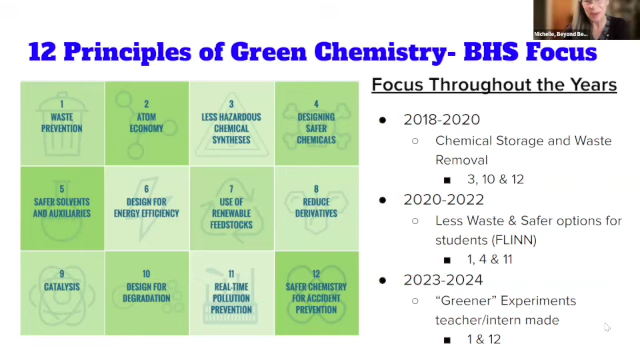 Michelle, Beyond Be...
12 Principles of Green Chemistry- BHS Focus
1
WASTE
PREVENTION
2
ATOM
ECONOMY
3
LESS HAZARDOUS
CHEMICAL
SYNTHESES
4
DESIGNING
SAFER
CHEMICALS
5
SAFER SOLVENTS
AND AUXILIARIES
6
DESIGN FOR
ENERGY EFFICIENCY
7
USE OF
RENEWABLE
FEEDSTOCKS
8
REDUCE
DERIVATIVES
9
CATALYSIS
10
DESIGN FOR
DEGRADATION
11
REAL-TIME
POLLUTION
PREVENTION
12
SAFER CHEMISTRY
FOR ACCIDENT
PREVENTION
Focus Throughout the Years
2018-2020
Chemical Storage and Waste
Removal
3, 10 & 12
2020-2022
Less Waste & Safer options for
students (FLINN)
1, 4 & 11
2023-2024
“Greener” Experiments
teacher/intern made
1 & 12